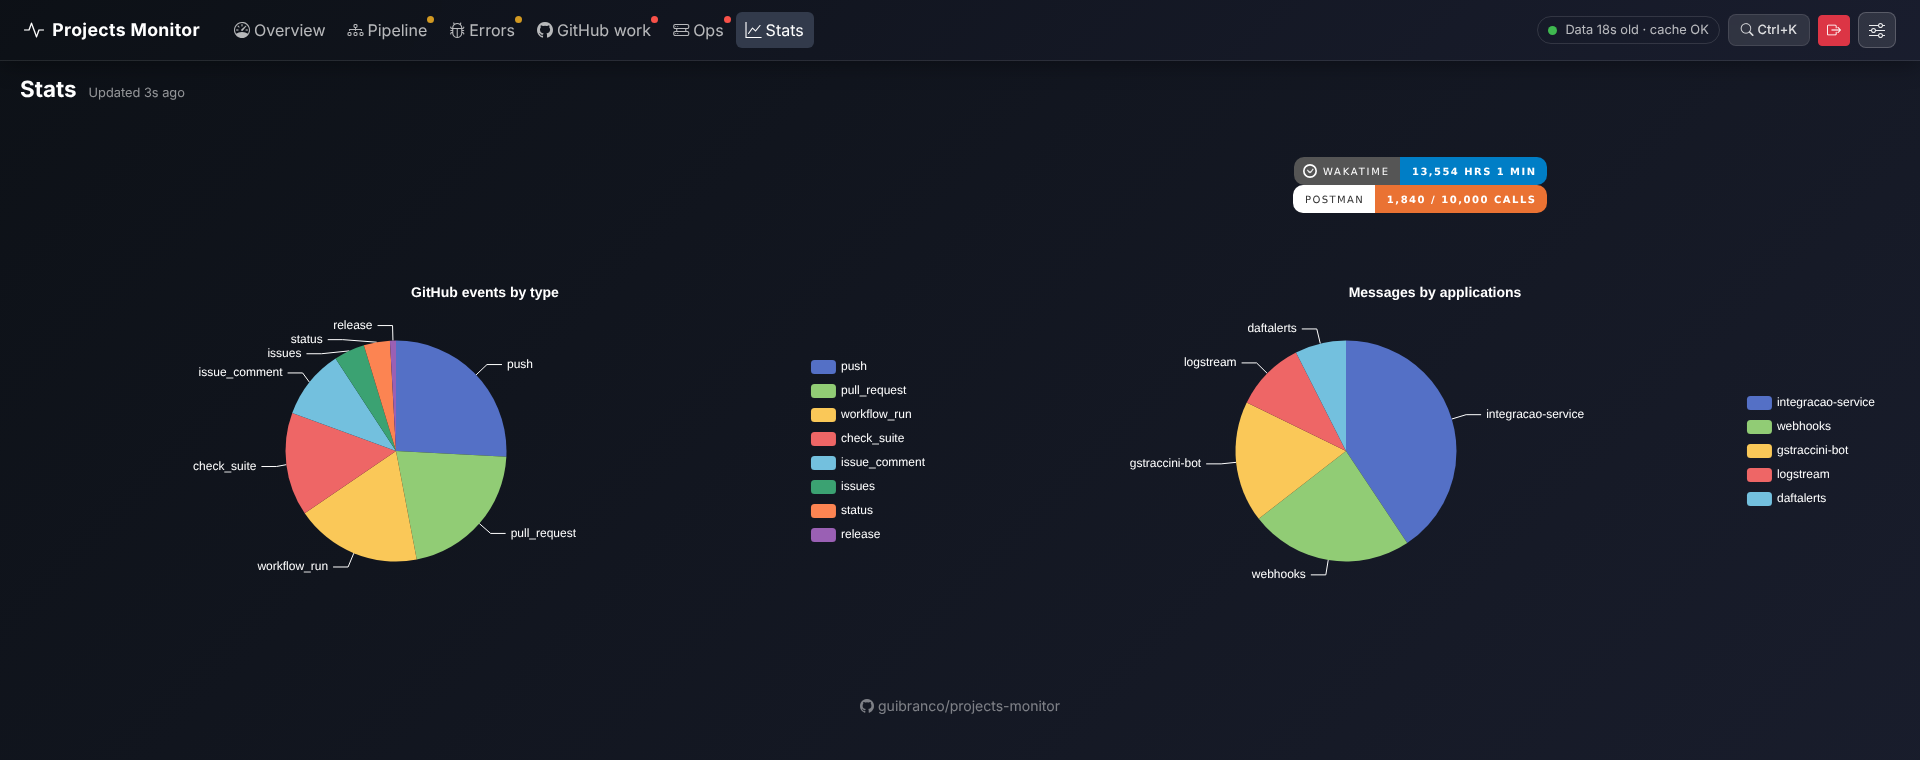 Projects Monitor
Overview
Pipeline
Errors
GitHub work
Ops
Stats
Data 18s old · cache OK
Ctrl+K
Stats
Updated 3s ago
WAKATIME 13,554 HRS 1 MIN
POSTMAN 1,840 / 10,000 CALLS
GitHub events by type
release
status
issues
issue_comment
check_suite
workflow_run
push
pull_request
push
pull_request
workflow_run
check_suite
issue_comment
issues
status
release
Messages by applications
daftalerts
logstream
gstraccini-bot
webhooks
integracao-service
integracao-service
webhooks
gstraccini-bot
logstream
daftalerts
guibranco/projects-monitor